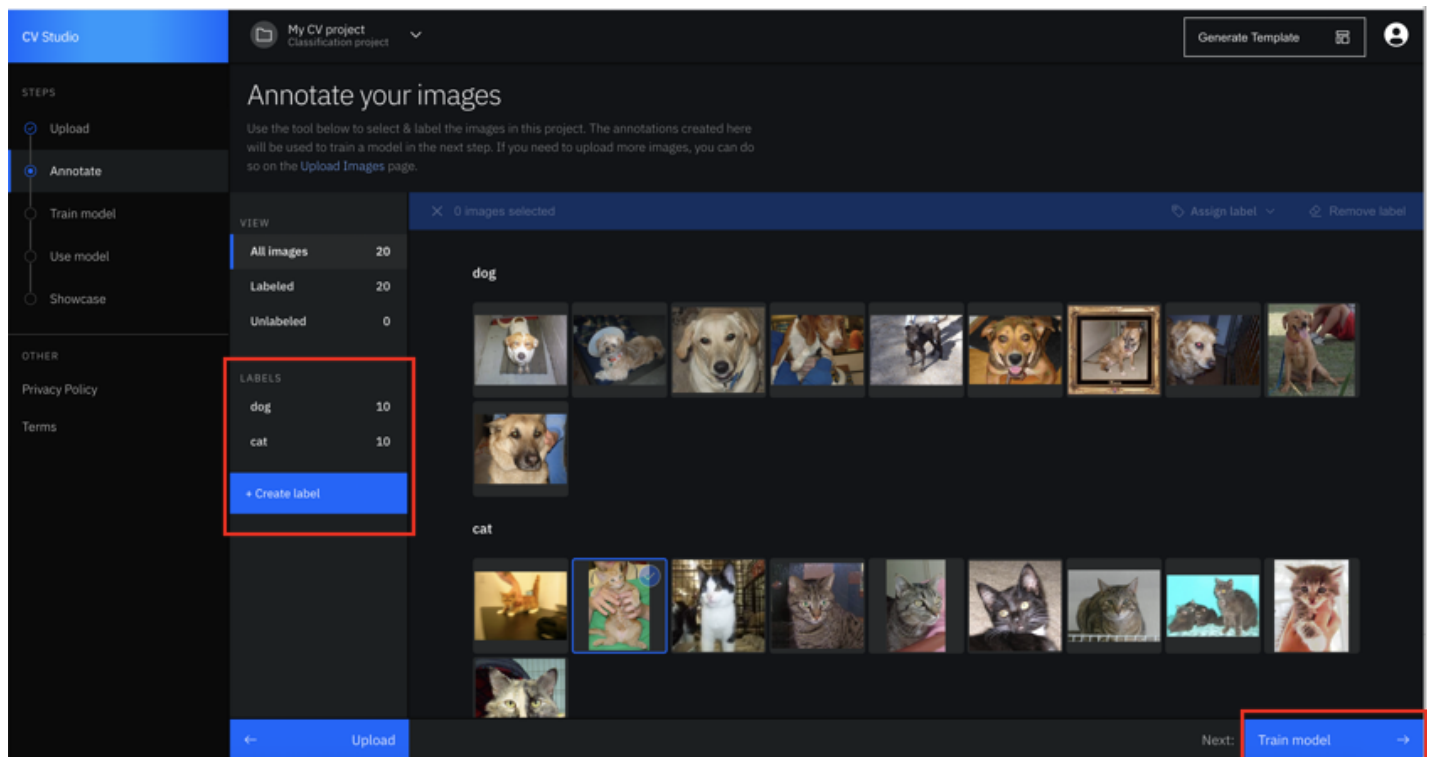 CV Studio
My CV project
Classification project
Generate Template
STEPS
Upload
Annotate
Train model
Use model
Showcase
OTHER
Privacy Policy
Terms
Annotate your images
Use the tool below to select & label the images in this project. The annotations created here
will be used to train a model in the next step. If you need to upload more images, you can do
so on the Upload Images page.
VIEW
All images 20
Labeled 20
Unlabeled 0
LABELS
dog 10
cat 10
+ Create label
0 images selected
Assign label
Remove label
dog
cat
← Upload
Next: Train model →